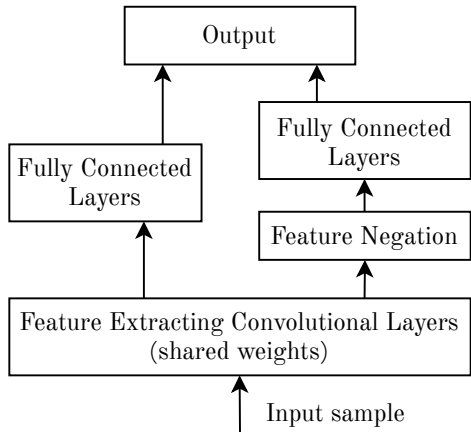 Output
Fully Connected
Layers
Fully Connected
Layers
Feature Negation
Feature Extracting Convolutional Layers
(shared weights)
Input sample